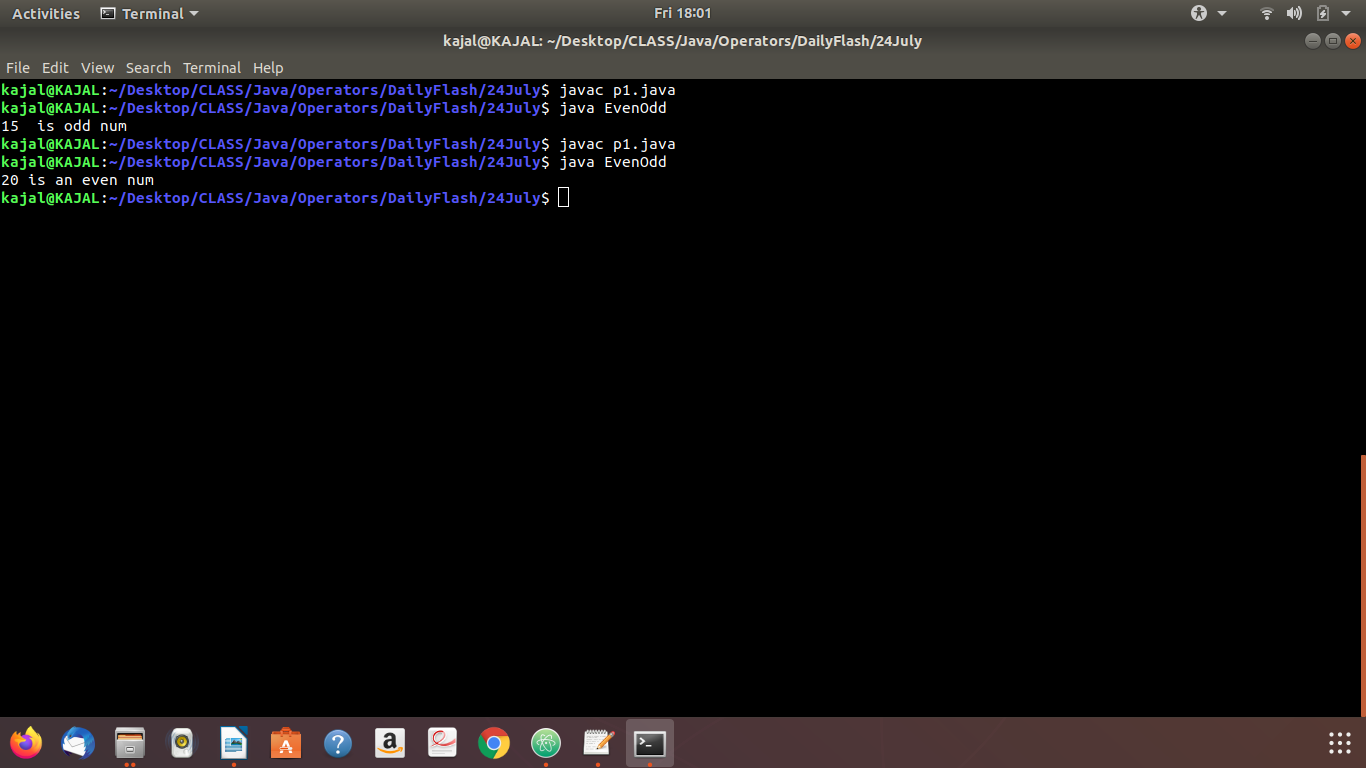 Activities Terminal Fri 18:01
kajal@KAJAL: ~/Desktop/CLASS/Java/Operators/DailyFlash/24July
File Edit View Search Terminal Help
kajal@KAJAL:~/Desktop/CLASS/Java/Operators/DailyFlash/24July$ javac p1.java
kajal@KAJAL:~/Desktop/CLASS/Java/Operators/DailyFlash/24July$ java EvenOdd
15  is odd num
kajal@KAJAL:~/Desktop/CLASS/Java/Operators/DailyFlash/24July$ javac p1.java
kajal@KAJAL:~/Desktop/CLASS/Java/Operators/DailyFlash/24July$ java EvenOdd
20 is an even num
kajal@KAJAL:~/Desktop/CLASS/Java/Operators/DailyFlash/24July$